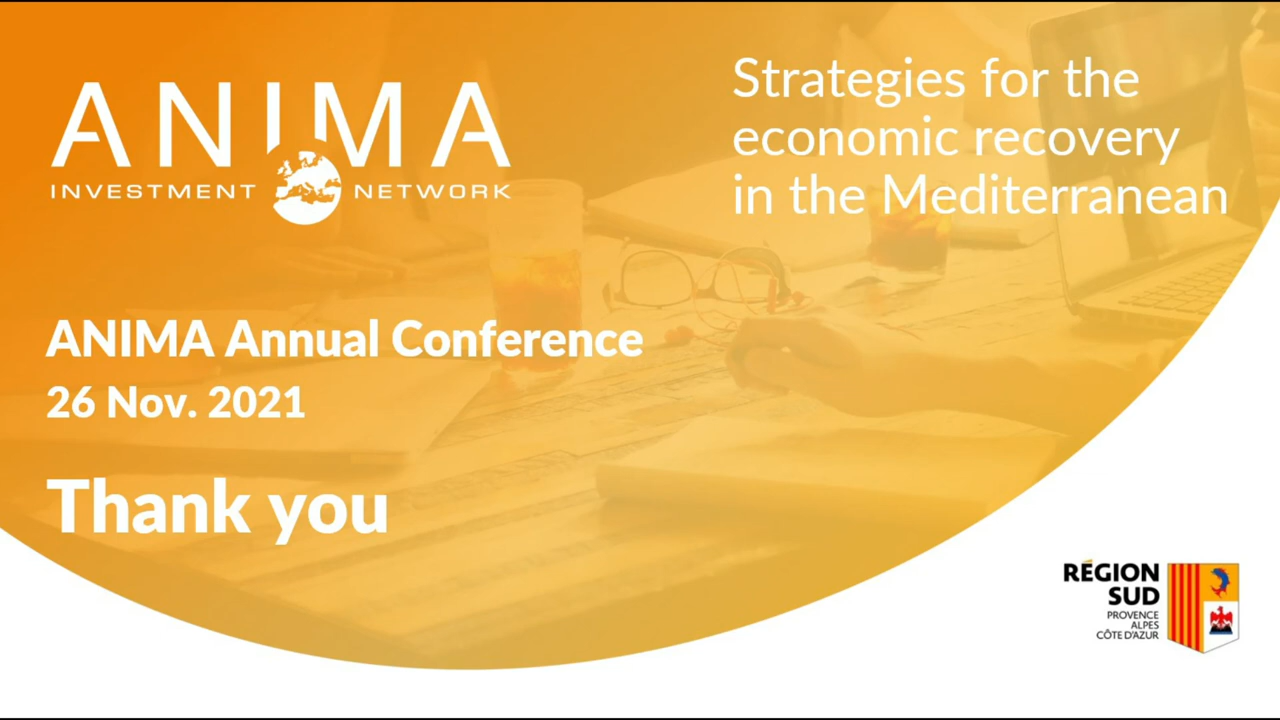 ANIMA
INVESTMENT NETWORK
Strategies for the
economic recovery
in the Mediterranean
ANIMA Annual Conference
26 Nov. 2021
Thank you
RÉGION
SUD
PROVENCE
ALPES
CÔTE D'AZUR